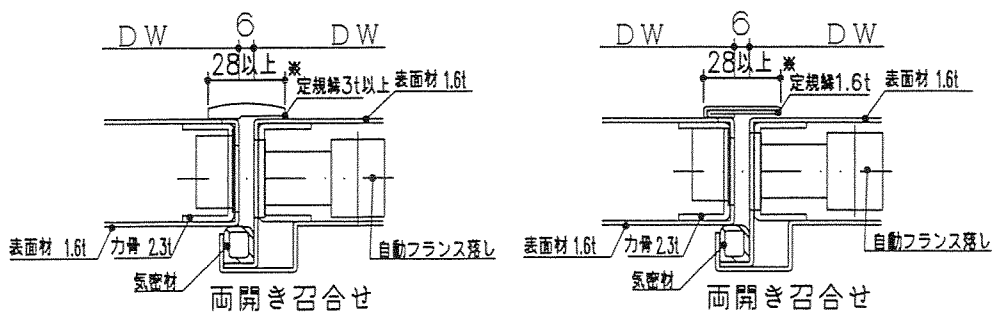 DW 6 DW
28以上
※
定規縁3t以上
表面材 1.6t
表面材 1.6t
力骨 2.3t
気密材
自動フランス落し
両開き召合せ
DW 6 DW
28以上
※
定規縁1.6t
表面材 1.6t
表面材 1.6t
力骨 2.3t
気密材
自動フランス落し
両開き召合せ